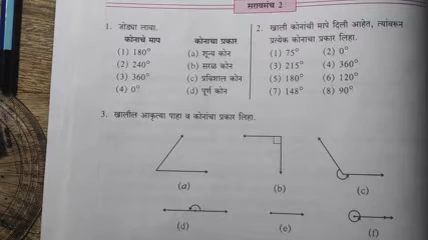 सरावसंच 2
1. जोड्या लावा.
कोनाचे माप कोनाचा प्रकार
(1) 180° (a) शून्य कोन
(2) 240° (b) सरळ कोन
(3) 360° (c) प्रविशाल कोन
(4) 0° (d) पूर्ण कोन
2. खाली कोनांची मापे दिली आहेत, त्यांवरून
प्रत्येक कोनाचा प्रकार लिहा.
(1) 75° (2) 0°
(3) 215° (4) 360°
(5) 180° (6) 120°
(7) 148° (8) 90°
3. खालील आकृत्या पाहा व कोनांचा प्रकार लिहा.
(a) (b) (c)
(d) (e) (f)